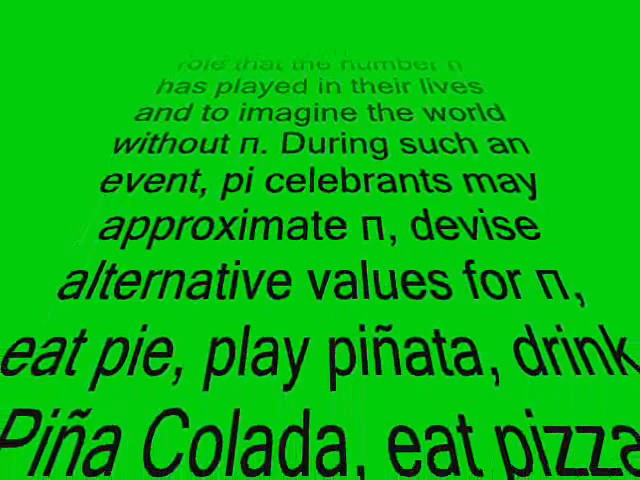 role that the number п
has played in their lives
and to imagine the world
without п. During such an
event, pi celebrants may
approximate п, devise
alternative values for п,
eat pie, play piñata, drink
Piña Colada, eat pizza